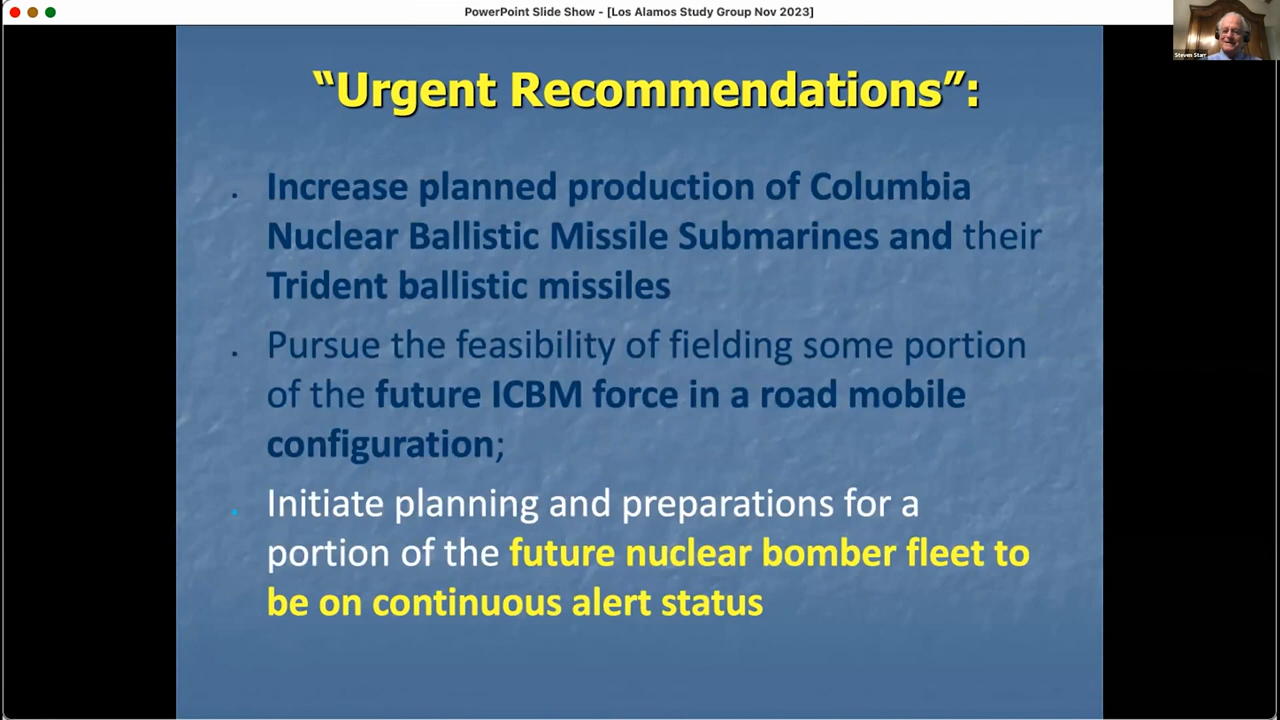 PowerPoint Slide Show - [Los Alamos Study Group Nov 2023]
Steven Starr
“Urgent Recommendations”:
. Increase planned production of Columbia
Nuclear Ballistic Missile Submarines and their
Trident ballistic missiles
. Pursue the feasibility of fielding some portion
of the future ICBM force in a road mobile
configuration;
. Initiate planning and preparations for a
portion of the future nuclear bomber fleet to
be on continuous alert status